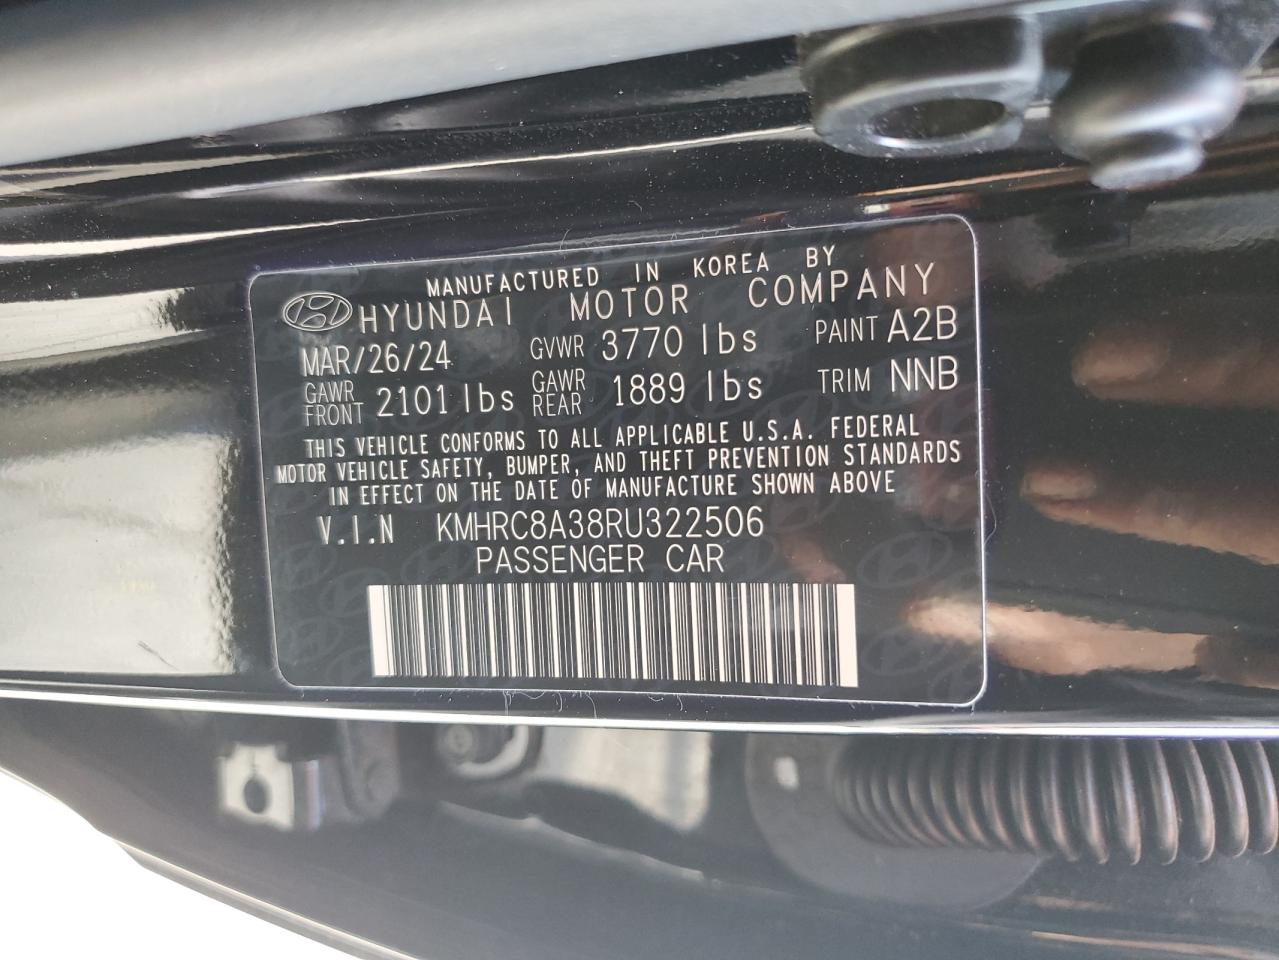 MANUFACTURED IN KOREA BY
HYUNDAI MOTOR COMPANY
MAR/26/24 GVWR 3770 lbs PAINT A2B
GAWR FRONT 2101 lbs GAWR REAR 1889 lbs TRIM NNB
THIS VEHICLE CONFORMS TO ALL APPLICABLE U.S.A. FEDERAL
MOTOR VEHICLE SAFETY, BUMPER, AND THEFT PREVENTION STANDARDS
IN EFFECT ON THE DATE OF MANUFACTURE SHOWN ABOVE
V.I.N KMHRC8A38RU322506
PASSENGER CAR